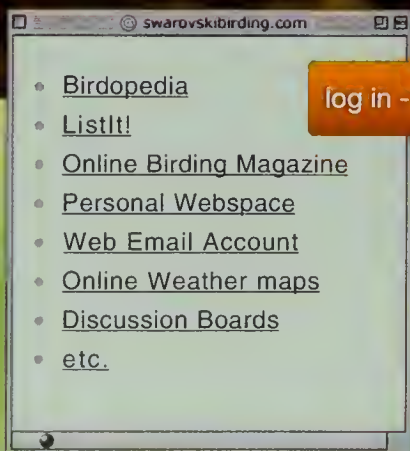 swarovskibirding.com
Birdopedia
log in -
ListIt!
Online Birding Magazine
Personal Webspace
Web Email Account
Online Weather maps
Discussion Boards
etc.